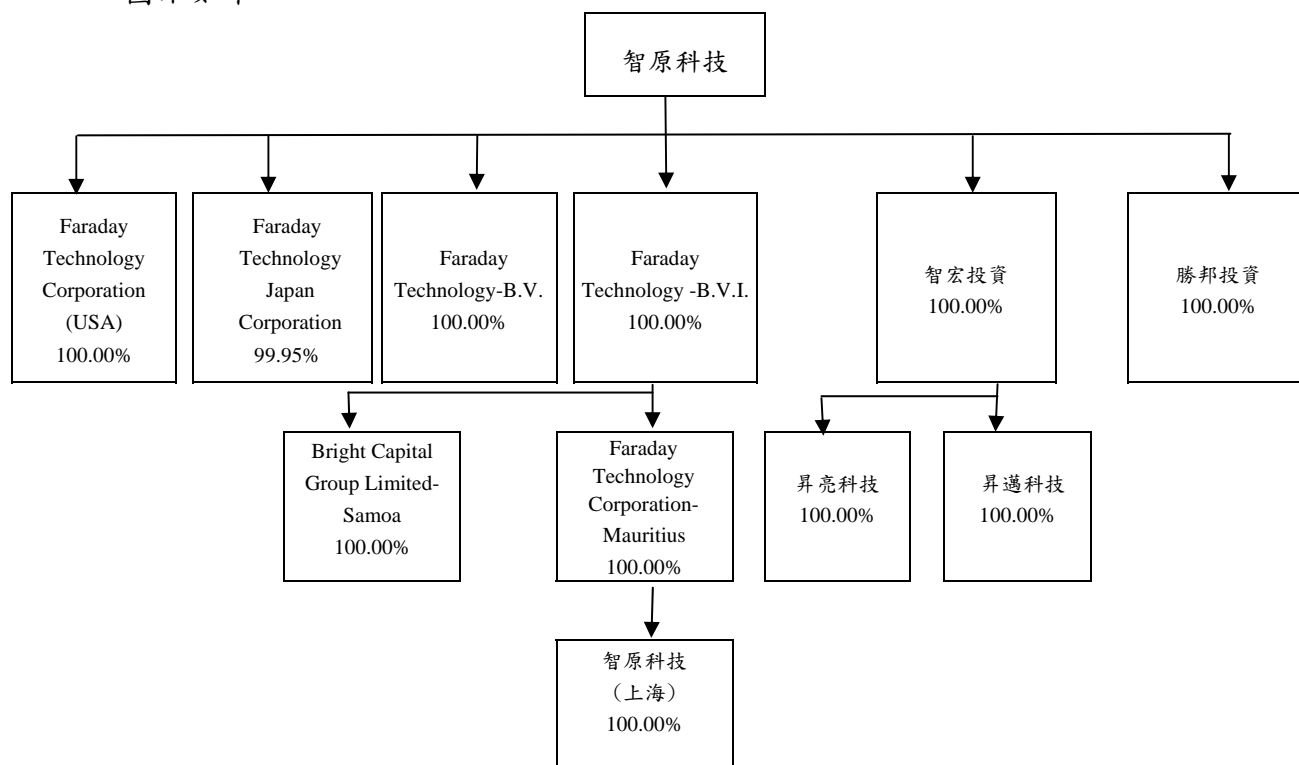 智原科技
Faraday
Technology
Corporation
(USA)
100.00%
Faraday
Technology
Japan
Corporation
99.95%
Faraday
Technology-B.V.
100.00%
Faraday
Technology -B.V.I.
100.00%
智宏投資
100.00%
勝邦投資
100.00%
Bright Capital
Group Limited-
Samoa
100.00%
Faraday
Technology
Corporation-
Mauritius
100.00%
昇亮科技
100.00%
昇邁科技
100.00%
智原科技
（上海）
100.00%